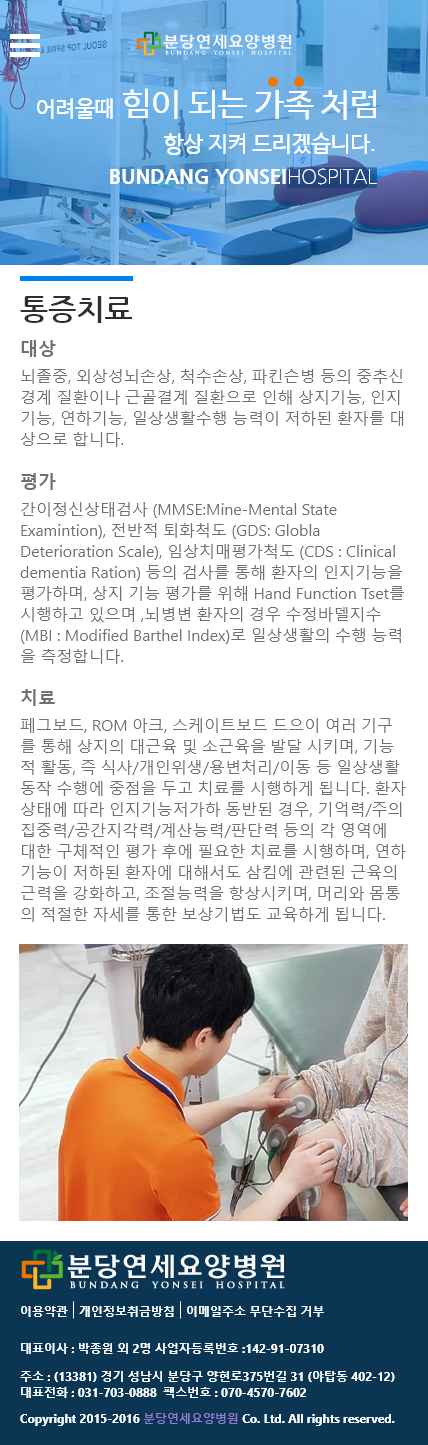 분당연세요양병원
BUNDANG YONSEI HOSPITAL
어려울때 힘이 되는 가족 처럼
항상 지켜 드리겠습니다.
BUNDANG YONSEIHOSPITAL
통증치료
대상
뇌졸중, 외상성뇌손상, 척수손상, 파킨슨병 등의 중추신
경계 질환이나 근골결계 질환으로 인해 상지기능, 인지
기능, 연하기능, 일상생활수행 능력이 저하된 환자를 대
상으로 합니다.
평가
간이정신상태검사 (MMSE:Mine-Mental State
Examintion), 전반적 퇴화척도 (GDS: Globla
Deterioration Scale), 임상치매평가척도 (CDS : Clinical
dementia Ration) 등의 검사를 통해 환자의 인지기능을
평가하며, 상지 기능 평가를 위해 Hand Function Tset를
시행하고 있으며 ,뇌병변 환자의 경우 수정바델지수
(MBI : Modified Barthel Index)로 일상생활의 수행 능력
을 측정합니다.
치료
페그보드, ROM 아크, 스케이트보드 드으이 여러 기구
를 통해 상지의 대근육 및 소근육을 발달 시키며, 기능
적 활동, 즉 식사/개인위생/용변처리/이동 등 일상생활
동작 수행에 중점을 두고 치료를 시행하게 됩니다. 환자
상태에 따라 인지기능저가하 동반된 경우, 기억력/주의
집중력/공간지각력/계산능력/판단력 등의 각 영역에
대한 구체적인 평가 후에 필요한 치료를 시행하며, 연하
기능이 저하된 환자에 대해서도 삼킴에 관련된 근육의
근력을 강화하고, 조절능력을 항상시키며, 머리와 몸통
의 적절한 자세를 통한 보상기법도 교육하게 됩니다.
분당연세요양병원
BUNDANG YONSEI HOSPITAL
이용약관 | 개인정보취금방침 | 이메일주소 무단수집 거부
대표이사 : 박종원 외 2명 사업자등록번호 :142-91-07310
주소 : (13381) 경기 성남시 분당구 양현로375번길 31 (야탑동 402-12)
대표전화 : 031-703-0888 팩스번호 : 070-4570-7602
Copyright 2015-2016 분당연세요양병원 Co. Ltd. All rights reserved.